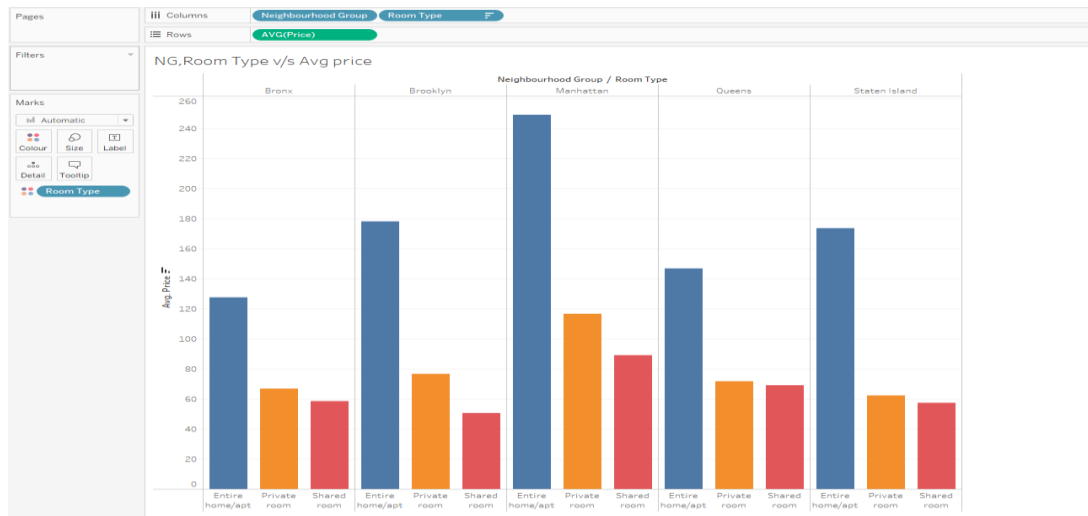 Pages
Columns Neighbourhood Group Room Type
Rows AVG(Price)
Filters
NG,Room Type v/s Avg price
Marks
Automatic
Colour Size Label
Detail Tooltip
Room Type
Neighbourhood Group / Room Type
Bronx Brooklyn Manhattan Queens Staten Island
260
240
220
200
180
160
140
120
100
80
60
40
20
0
Avg. Price
Entire home/apt Private room Shared room Entire home/apt Private room Shared room Entire home/apt Private room Shared room Entire home/apt Private room Shared room Entire home/apt Private room Shared room